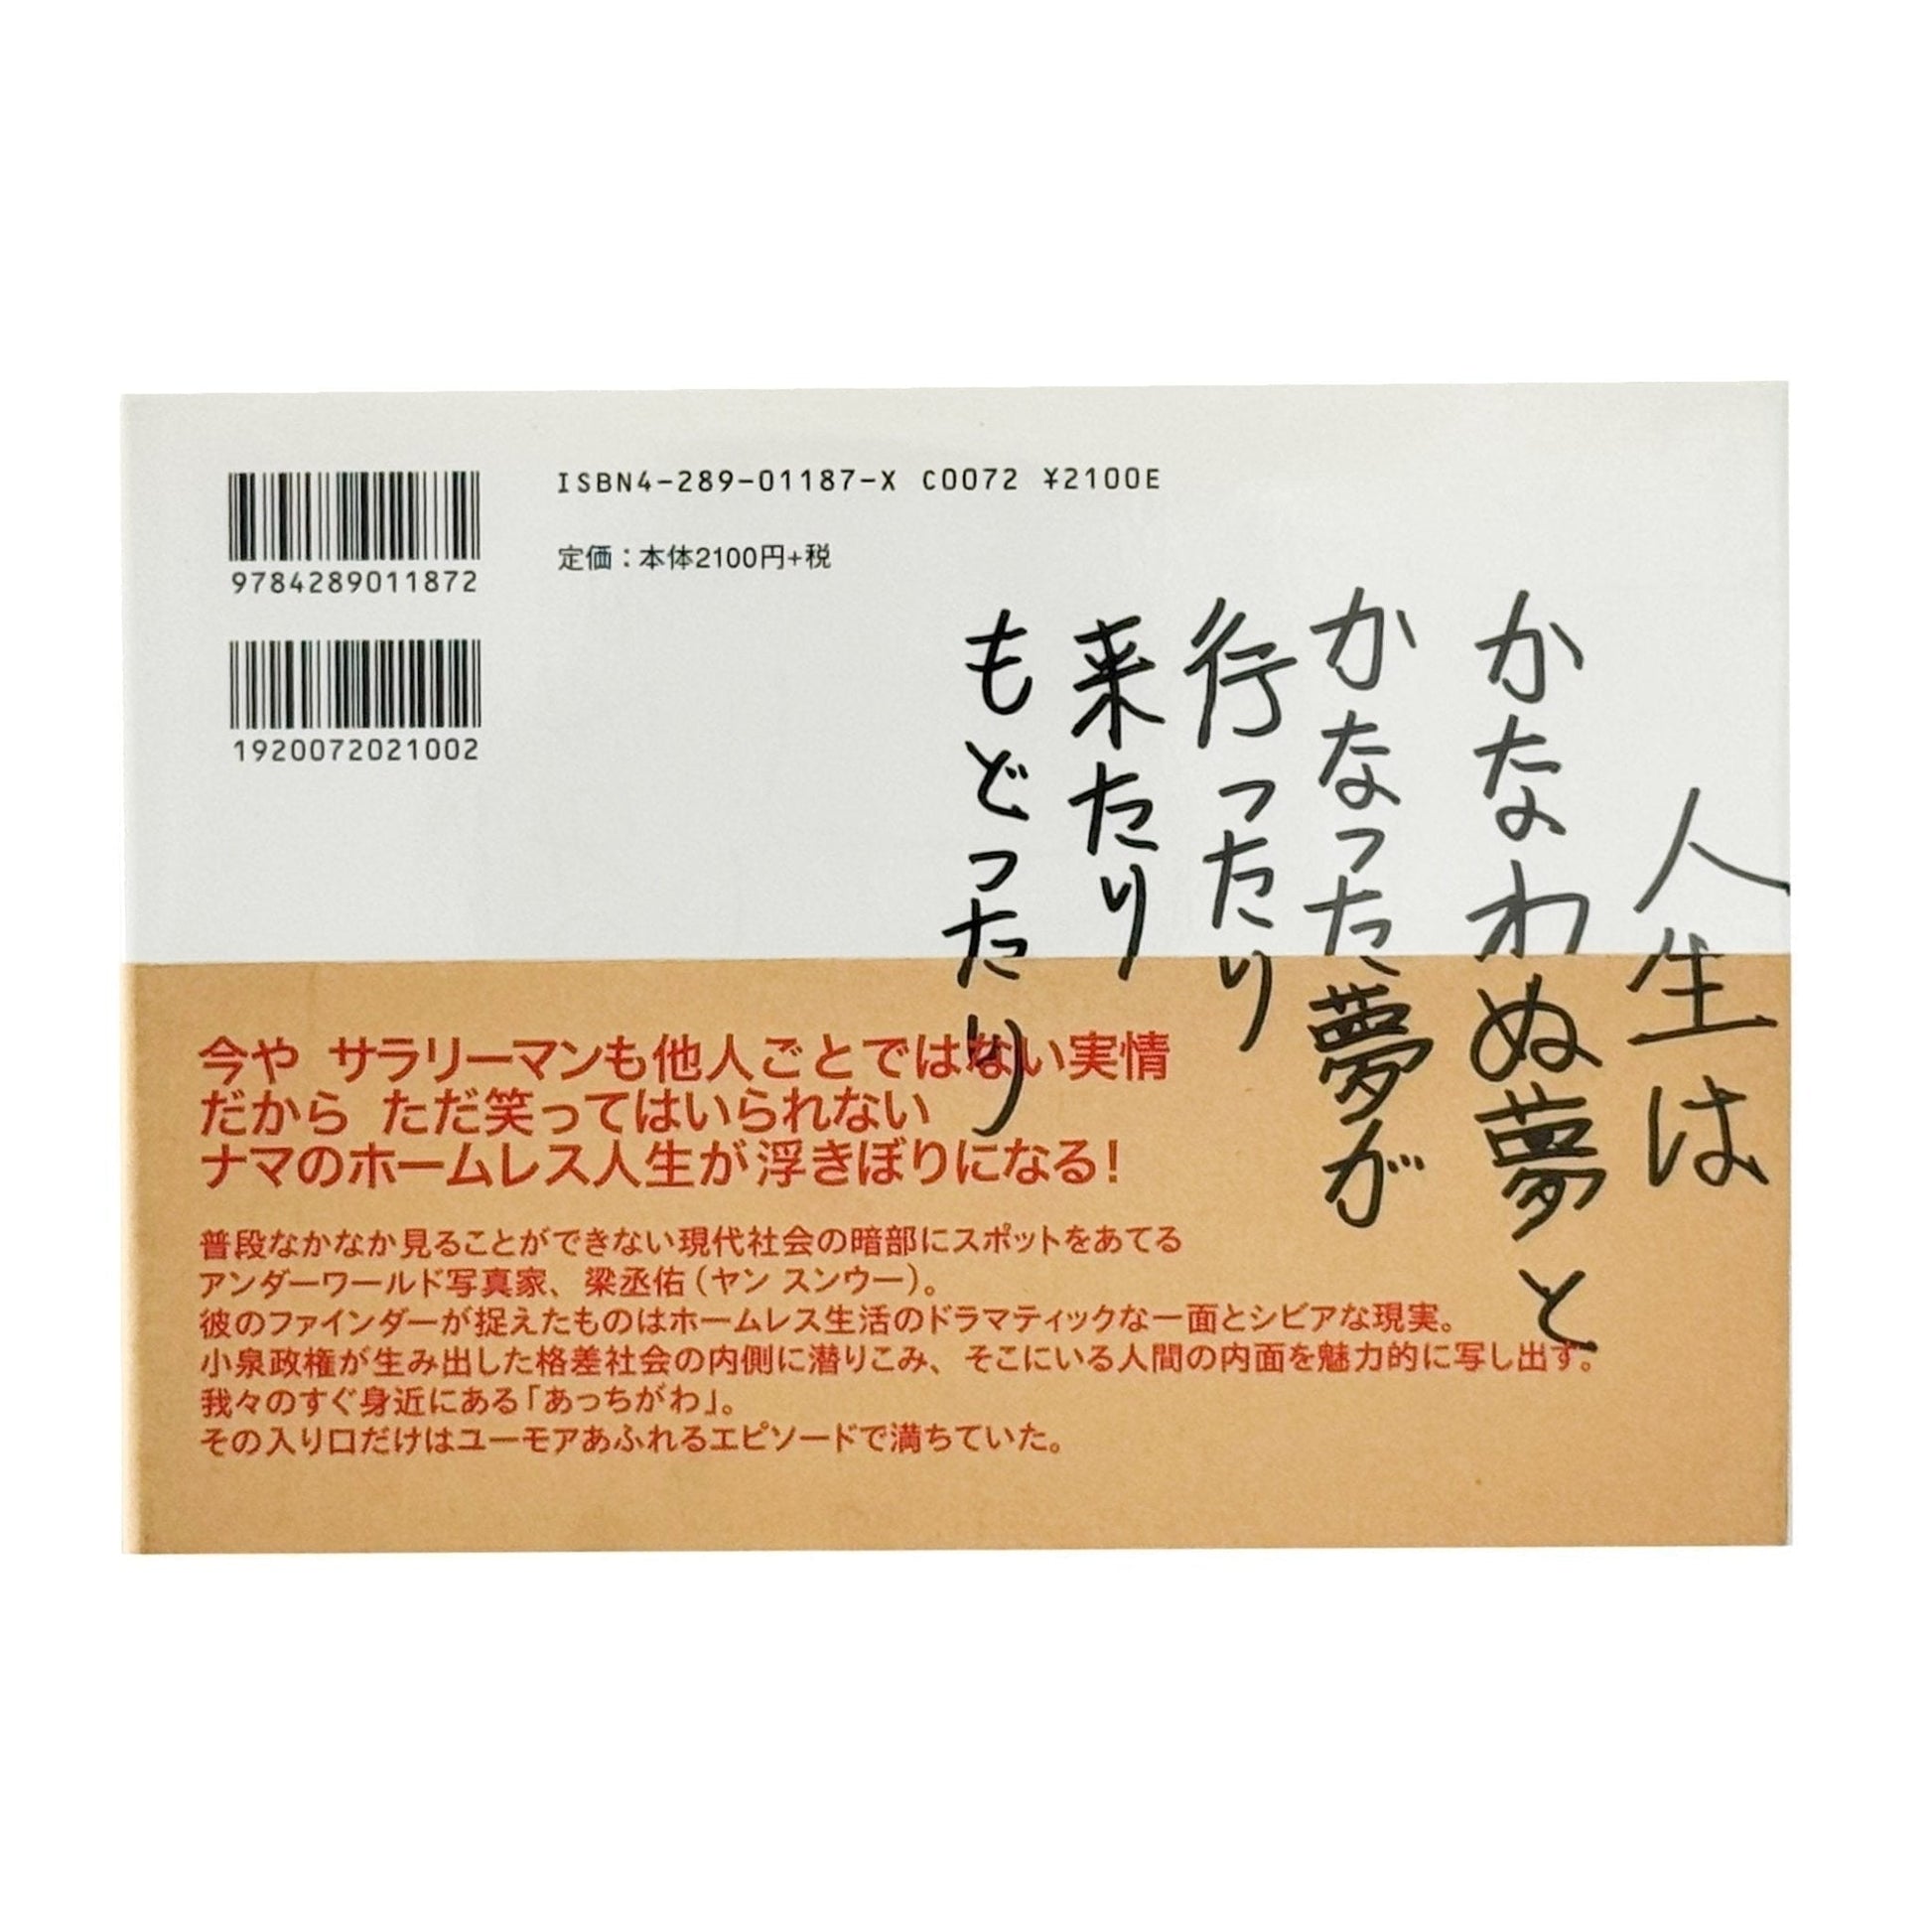 9784289011872
1920072021002
ISBN4-289-01187-X C0072 ¥2100E
定価：本体2100円+税
人生は
かなわぬ夢と
かなった夢が
行ったり
来たり
もどったり
今や サラリーマンも他人ごとではない実情
だから ただ笑ってはいられない
ナマのホームレス人生が浮きぼりになる！
普段なかなか見ることができない現代社会の暗部にスポットをあてる
アンダーワールド写真家、梁丞佑（ヤン スンウー）。
彼のファインダーが捉えたものはホームレス生活のドラマティックな一面とシビアな現実。
小泉政権が生み出した格差社会の内側に潜りこみ、そこにいる人間の内面を魅力的に写し出す。
我々のすぐ身近にある「あっちがわ」。
その入り口だけはユーモアあふれるエピソードで満ちていた。